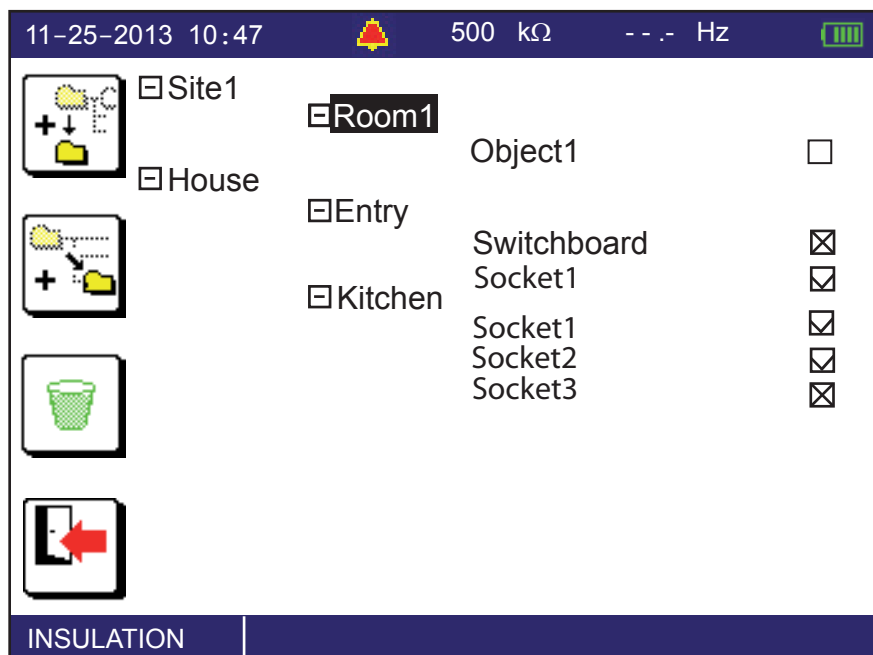 11-25-2013 10:47 500 kΩ - - .- Hz
Site1
Room1
Object1
House
Entry
Switchboard
Socket1
Kitchen
Socket1
Socket2
Socket3
INSULATION